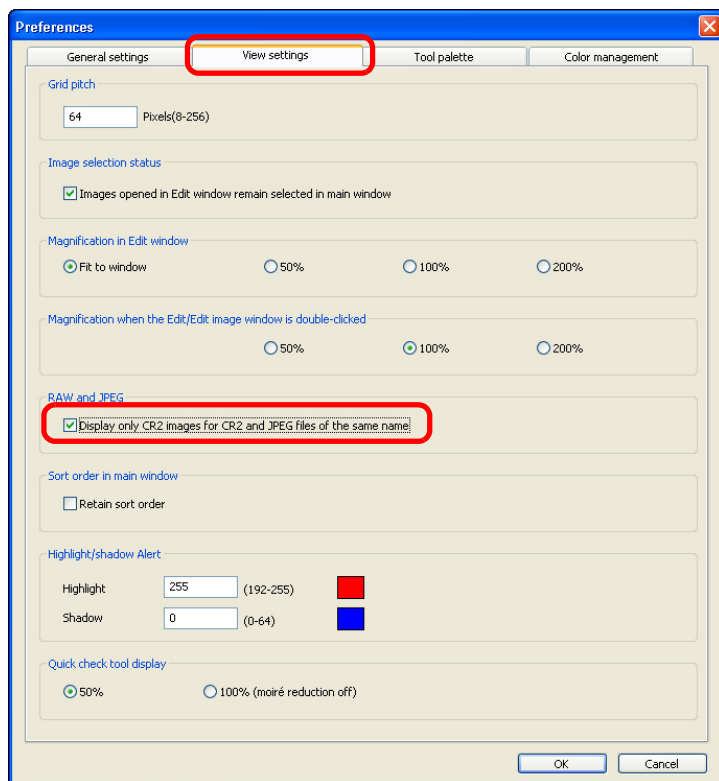 Preferences
General settings View settings Tool palette Color management
Grid pitch
64 Pixels(8-256)
Image selection status
Images opened in Edit window remain selected in main window
Magnification in Edit window
Fit to window 50% 100% 200%
Magnification when the Edit/Edit image window is double-clicked
50% 100% 200%
RAW and JPEG
Display only CR2 images for CR2 and JPEG files of the same name
Sort order in main window
Retain sort order
Highlight/shadow Alert
Highlight 255 (192-255)
Shadow 0 (0-64)
Quick check tool display
50% 100% (moiré reduction off)
OK Cancel